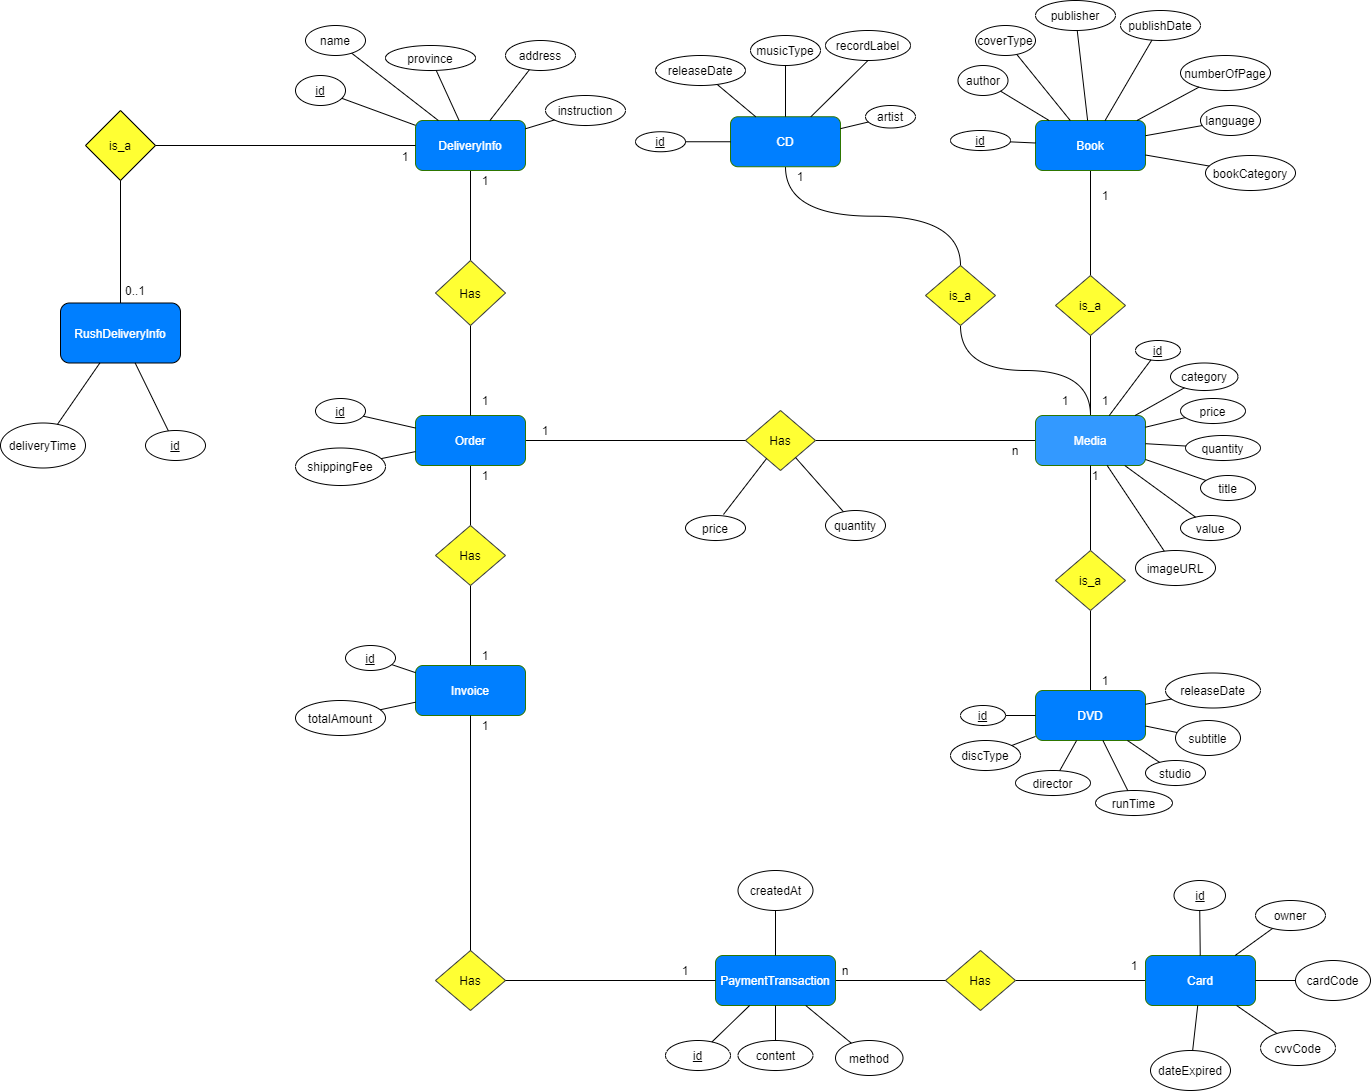 publisher
name
publishDate
coverType
recordLabel
musicType
province
address
releaseDate
numberOfPage
author
id
instruction
artist
language
is_a
1
DeliveryInfo
id
CD
id
Book
1
1
1
bookCategory
Has
is_a
is_a
0..1
RushDeliveryInfo
id
category
1
1
1
id
price
deliveryTime
id
Order
1
Has
Media
quantity
n
shippingFee
1
1
title
price
quantity
value
Has
imageURL
is_a
1
id
Invoice
1
releaseDate
totalAmount
1
id
DVD
subtitle
discType
director
studio
runTime
createdAt
id
owner
Has
1
PaymentTransaction
n
Has
1
Card
cardCode
id
content
method
dateExpired
cvvCode